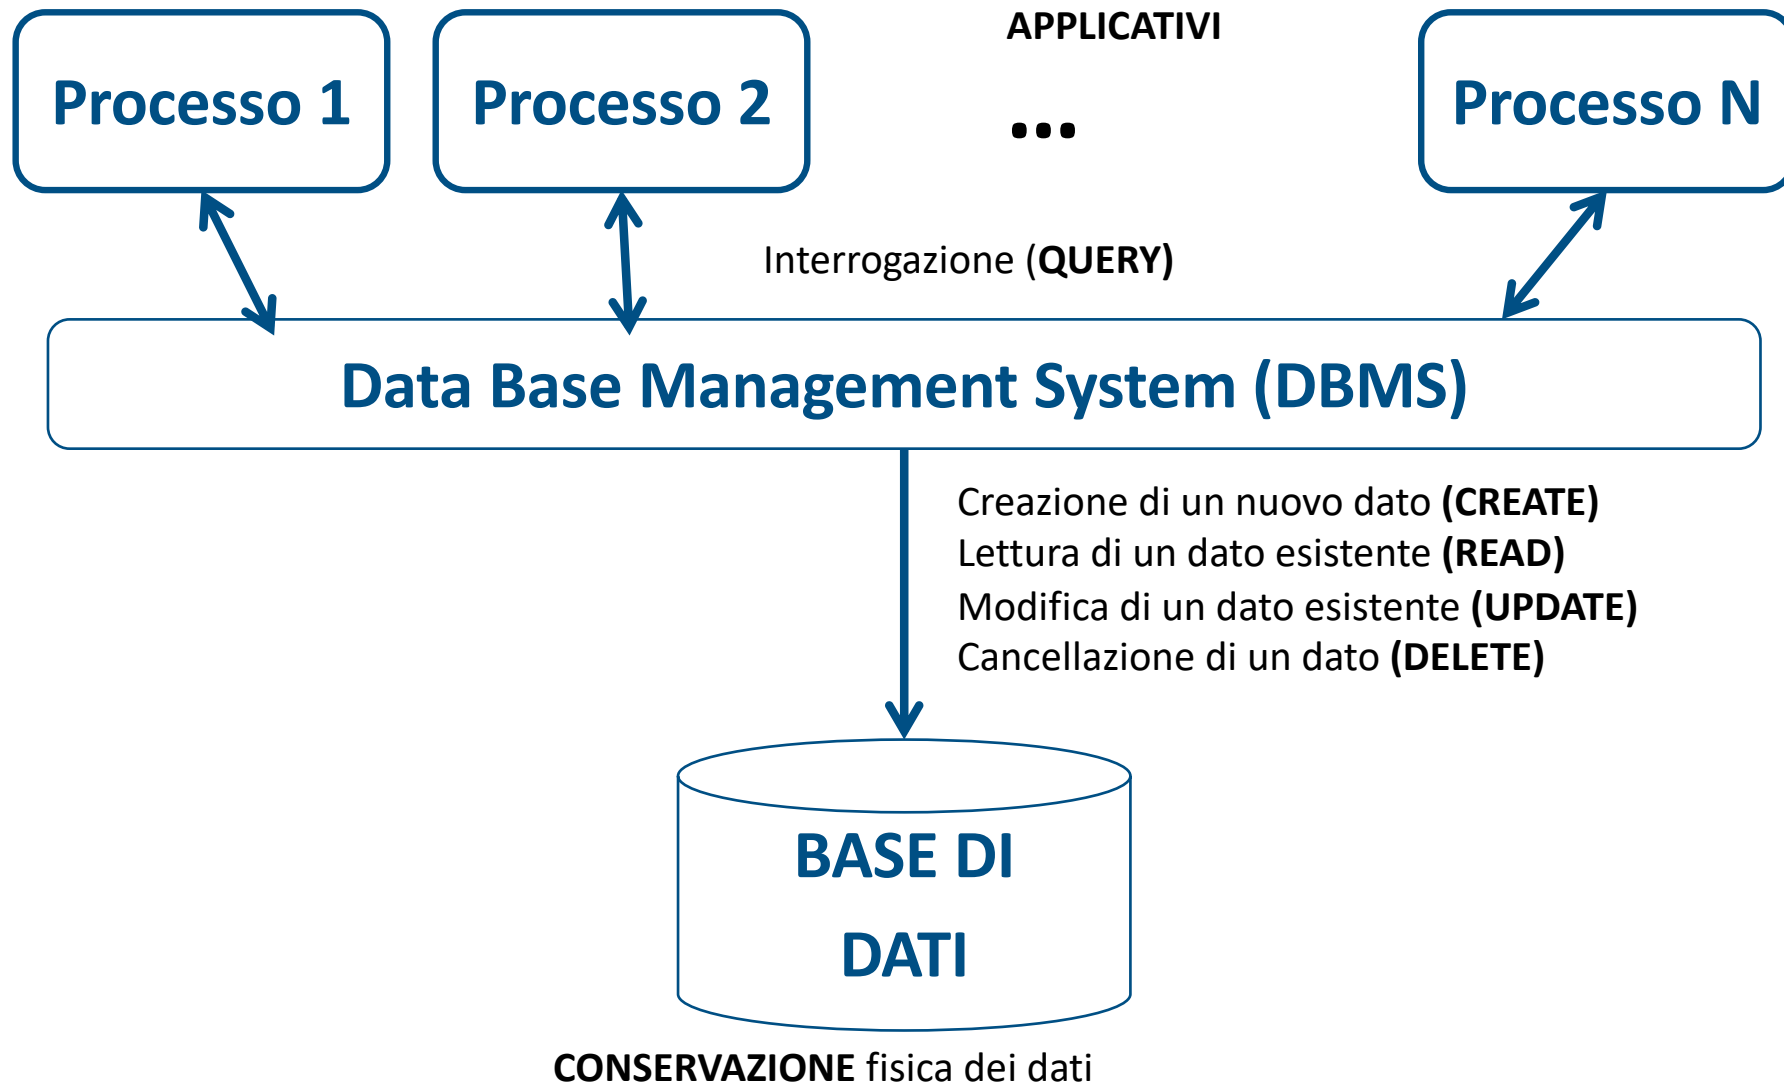 APPLICATIVI
Processo 1
Processo 2
...
Processo N
Interrogazione (QUERY)
Data Base Management System (DBMS)
Creazione di un nuovo dato (CREATE)
Lettura di un dato esistente (READ)
Modifica di un dato esistente (UPDATE)
Cancellazione di un dato (DELETE)
BASE DI
DATI
CONSERVAZIONE fisica dei dati